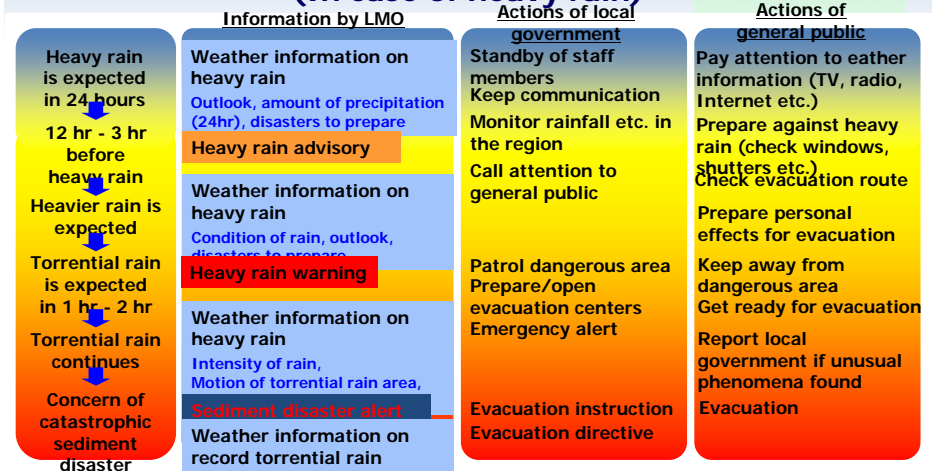 (in case of heavy rain)
Information by LMO
Actions of local
government
Actions of
general public
Heavy rain
is expected
in 24 hours
12 hr - 3 hr
before
heavy rain
Heavier rain is
expected
Torrential rain
is expected
in 1 hr - 2 hr
Torrential rain
continues
Concern of
catastrophic
sediment
disaster
Weather information on
heavy rain
Outlook, amount of precipitation
(24hr), disasters to prepare
Heavy rain advisory
Weather information on
heavy rain
Condition of rain, outlook,
disasters to prepare
Heavy rain warning
Weather information on
heavy rain
Intensity of rain,
Motion of torrential rain area,
Sediment disaster alert
Weather information on
record torrential rain
Standby of staff
members
Keep communication
Monitor rainfall etc. in
the region
Call attention to
general public
Patrol dangerous area
Prepare/open
evacuation centers
Emergency alert
Evacuation instruction
Evacuation directive
Pay attention to eather
information (TV, radio,
Internet etc.)
Prepare against heavy
rain (check windows,
shutters etc.)
Check evacuation route
Prepare personal
effects for evacuation
Keep away from
dangerous area
Get ready for evacuation
Report local
government if unusual
phenomena found
Evacuation